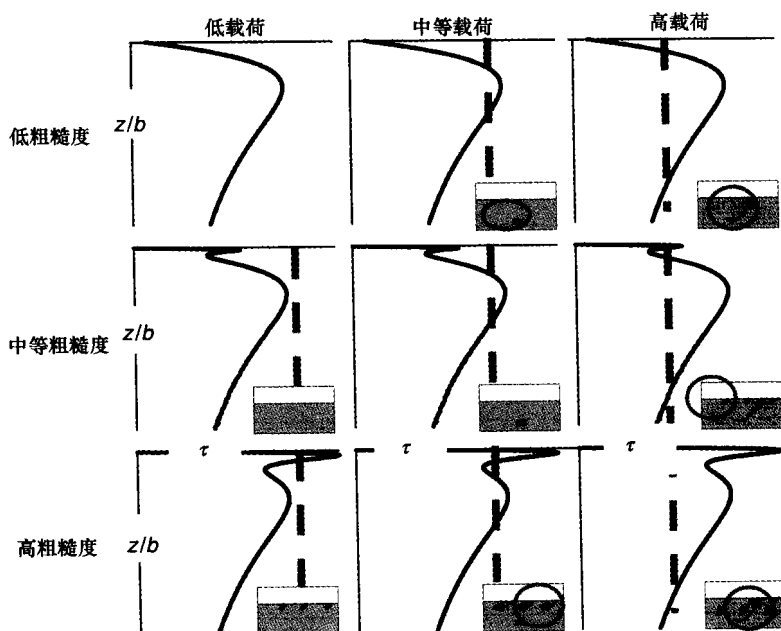 低载荷 中等载荷 高载荷
低粗糙度 z/b
中等粗糙度 z/b
τ τ τ
高粗糙度 z/b